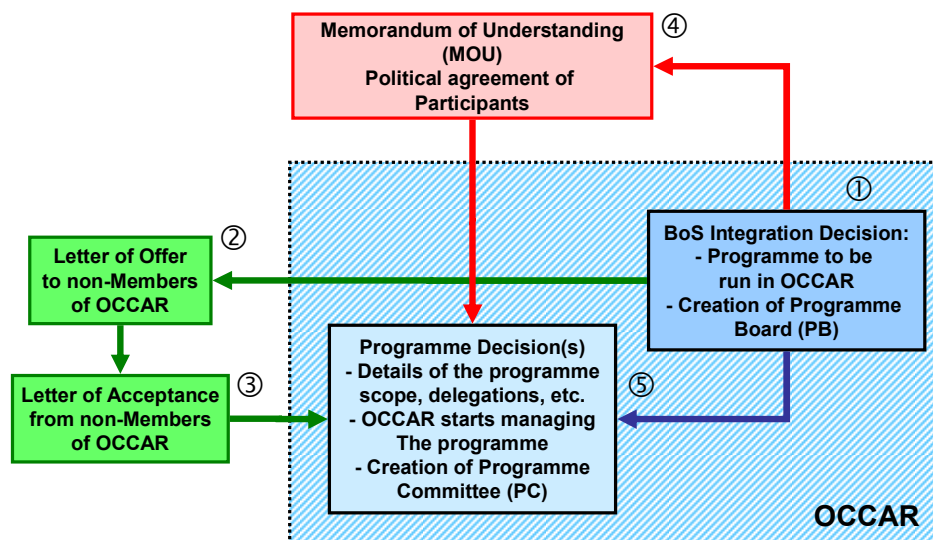 Memorandum of Understanding
(MOU)
Political agreement of
Participants
④
①
BoS Integration Decision:
- Programme to be
run in OCCAR
- Creation of Programme
Board (PB)
②
Letter of Offer
to non-Members
of OCCAR
③
Letter of Acceptance
from non-Members
of OCCAR
Programme Decision(s)
- Details of the programme
scope, delegations, etc.
- OCCAR starts managing
The programme
- Creation of Programme
Committee (PC)
⑤
OCCAR